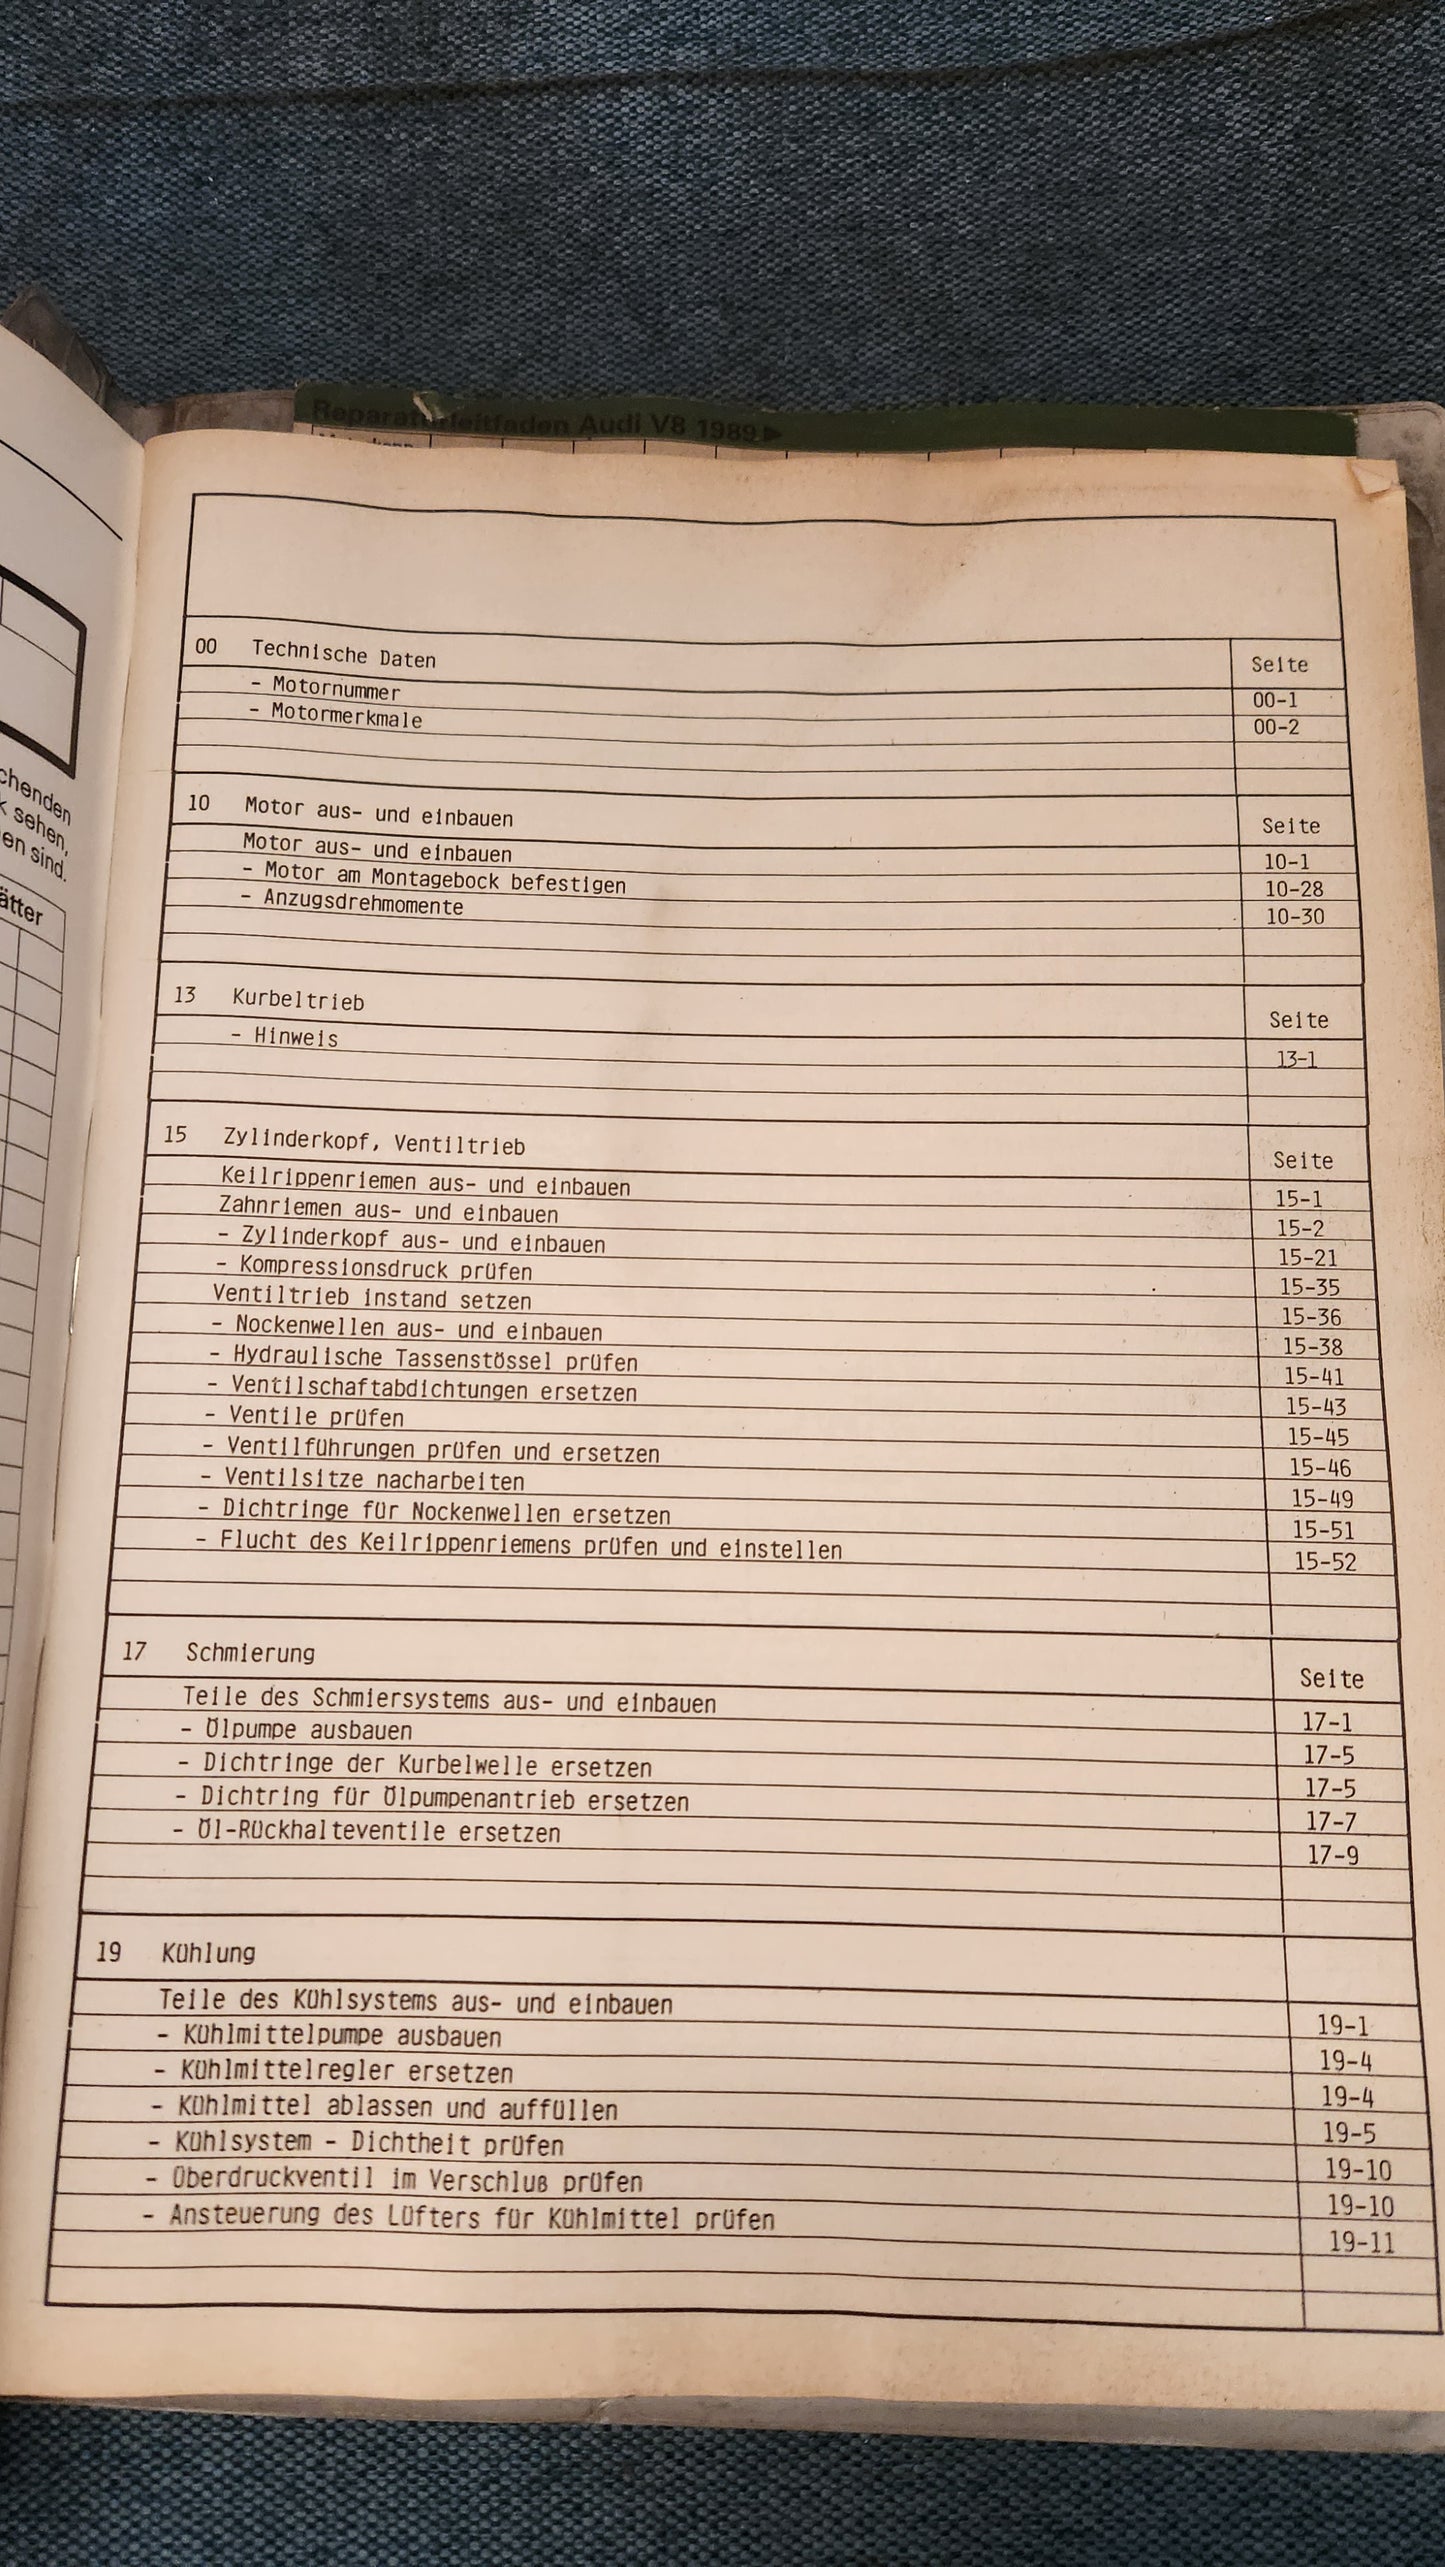 Reparaturleitfaden Audi V8 1989
chenden
k sehen,
en sind.
ätter
00 Technische Daten Seite
- Motornummer 00-1
- Motormerkmale 00-2
10 Motor aus- und einbauen Seite
Motor aus- und einbauen 10-1
- Motor am Montagebock befestigen 10-28
- Anzugsdrehmomente 10-30
13 Kurbeltrieb Seite
- Hinweis 13-1
15 Zylinderkopf, Ventiltrieb Seite
Keilrippenriemen aus- und einbauen 15-1
Zahnriemen aus- und einbauen 15-2
- Zylinderkopf aus- und einbauen 15-21
- Kompressionsdruck prüfen 15-35
Ventiltrieb instand setzen 15-36
- Nockenwellen aus- und einbauen 15-38
- Hydraulische Tassenstössel prüfen 15-41
- Ventilschaftabdichtungen ersetzen 15-43
- Ventile prüfen 15-45
- Ventilführungen prüfen und ersetzen 15-46
- Ventilsitze nacharbeiten 15-49
- Dichtringe für Nockenwellen ersetzen 15-51
- Flucht des Keilrippenriemens prüfen und einstellen 15-52
17 Schmierung Seite
Teile des Schmiersystems aus- und einbauen 17-1
- Ölpumpe ausbauen 17-5
- Dichtringe der Kurbelwelle ersetzen 17-5
- Dichtring für Ölpumpenantrieb ersetzen 17-7
- Öl-Rückhalteventile ersetzen 17-9
19 Kühlung
Teile des Kühlsystems aus- und einbauen 19-1
- Kühlmittelpumpe ausbauen 19-4
- Kühlmittelregler ersetzen 19-4
- Kühlmittel ablassen und auffüllen 19-5
- Kühlsystem - Dichtheit prüfen 19-10
- Überdruckventil im Verschluß prüfen 19-10
- Ansteuerung des Lüfters für Kühlmittel prüfen 19-11